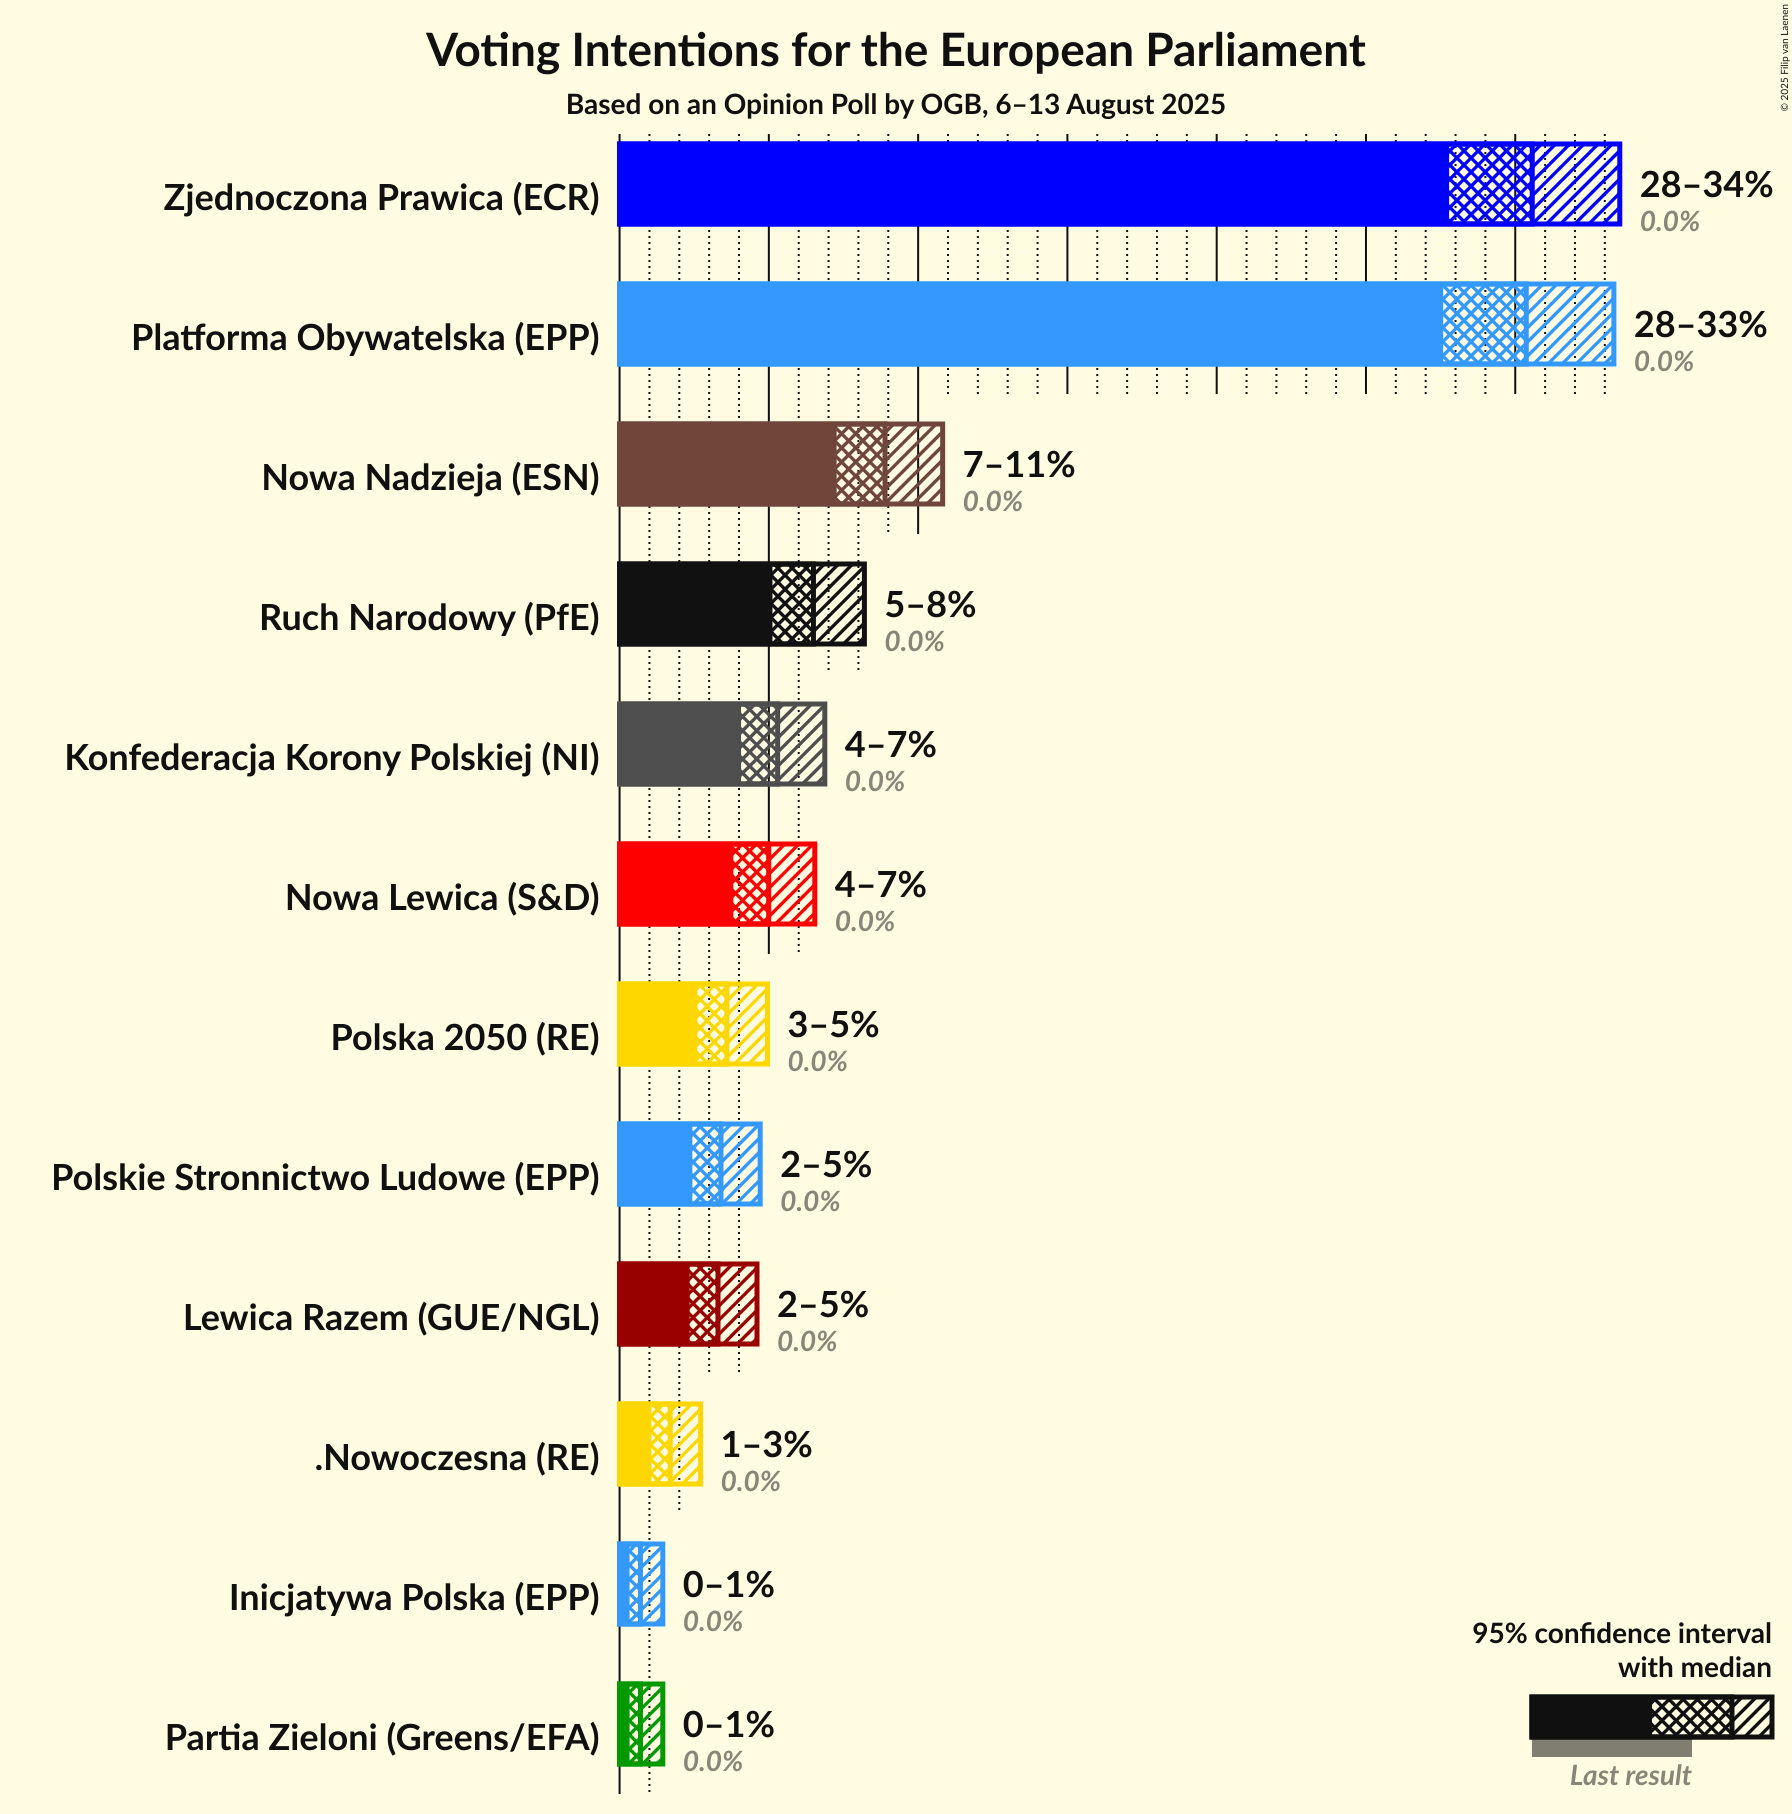 Voting Intentions for the European Parliament
Based on an Opinion Poll by OGB, 6–13 August 2025
© 2025 Filip van Laenen
Zjednoczona Prawica (ECR)
28–34%
0.0%
Platforma Obywatelska (EPP)
28–33%
0.0%
Nowa Nadzieja (ESN)
7–11%
0.0%
Ruch Narodowy (PfE)
5–8%
0.0%
Konfederacja Korony Polskiej (NI)
4–7%
0.0%
Nowa Lewica (S&D)
4–7%
0.0%
Polska 2050 (RE)
3–5%
0.0%
Polskie Stronnictwo Ludowe (EPP)
2–5%
0.0%
Lewica Razem (GUE/NGL)
2–5%
0.0%
.Nowoczesna (RE)
1–3%
0.0%
Inicjatywa Polska (EPP)
0–1%
0.0%
Partia Zieloni (Greens/EFA)
0–1%
0.0%
95% confidence interval
with median
Last result